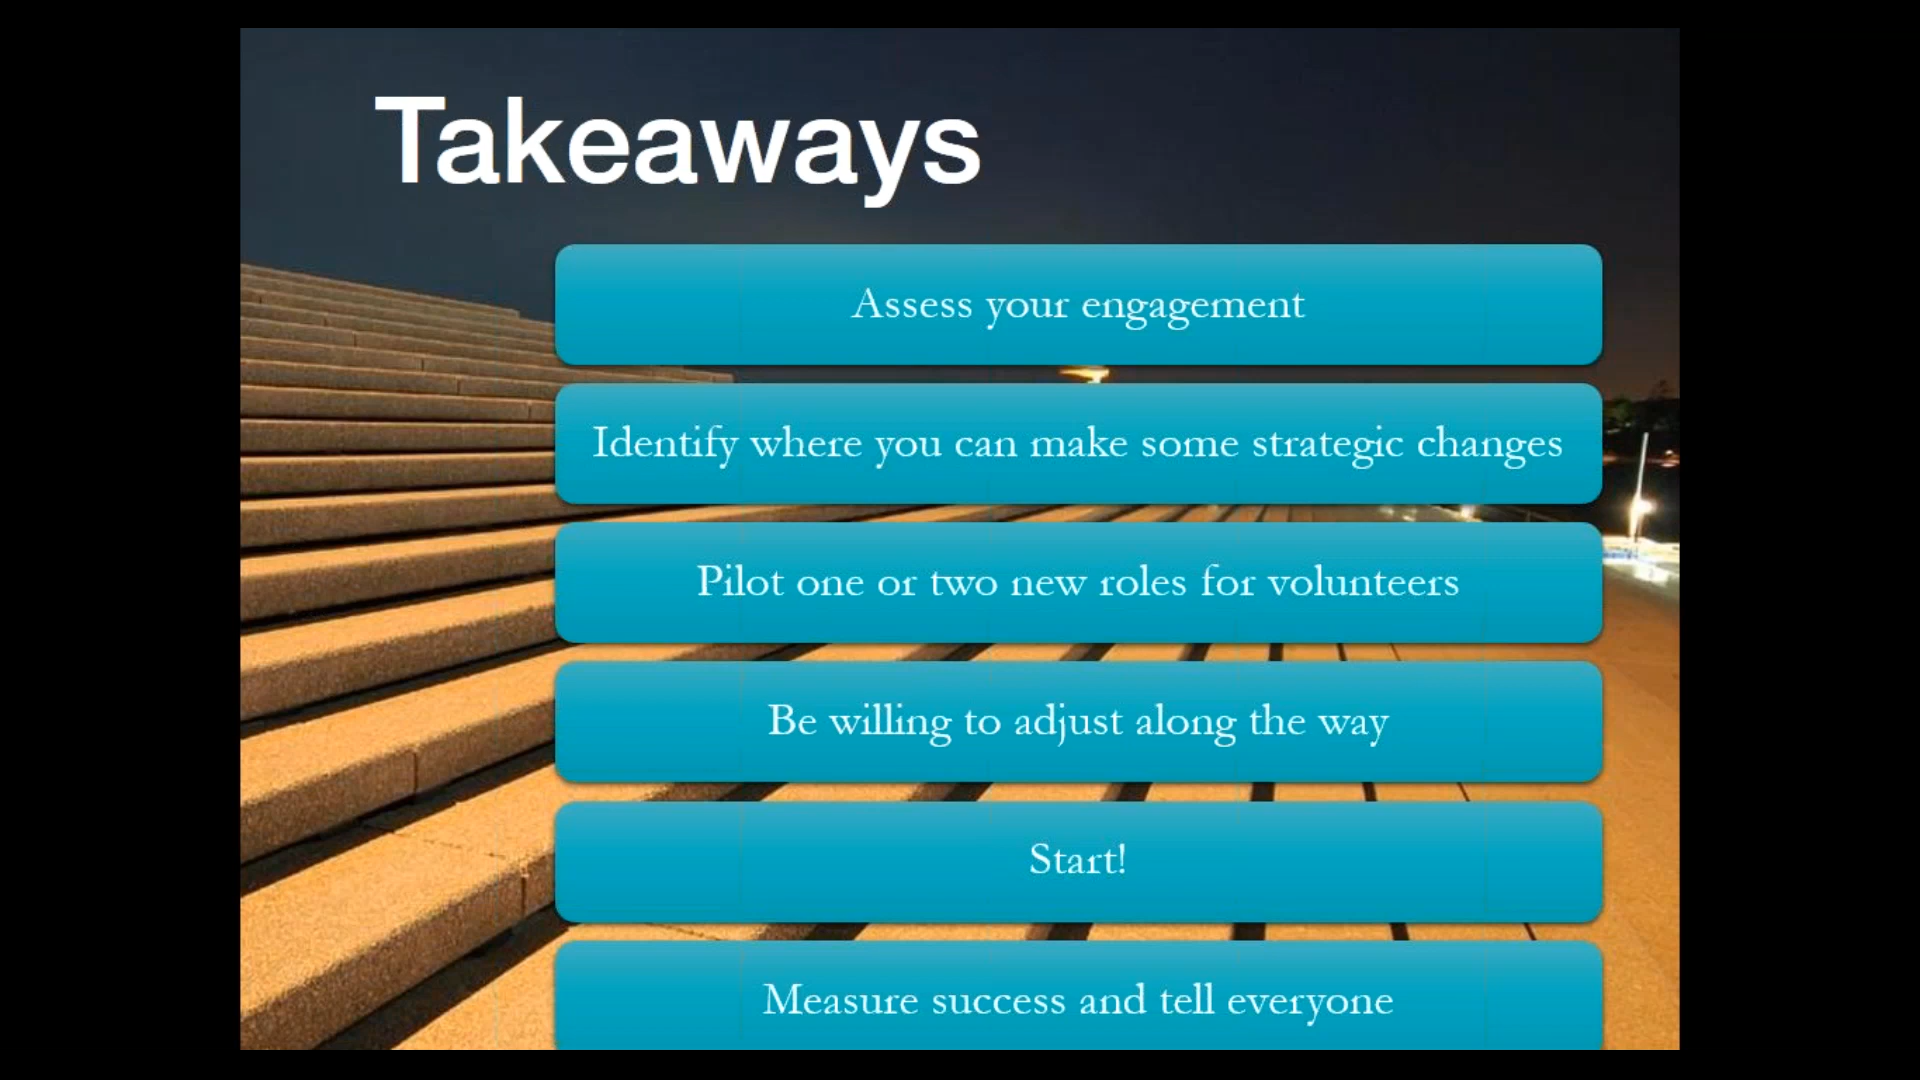 Takeaways
Assess your engagement
Identify where you can make some strategic changes
Pilot one or two new roles for volunteers
Be willing to adjust along the way
Start!
Measure success and tell everyone